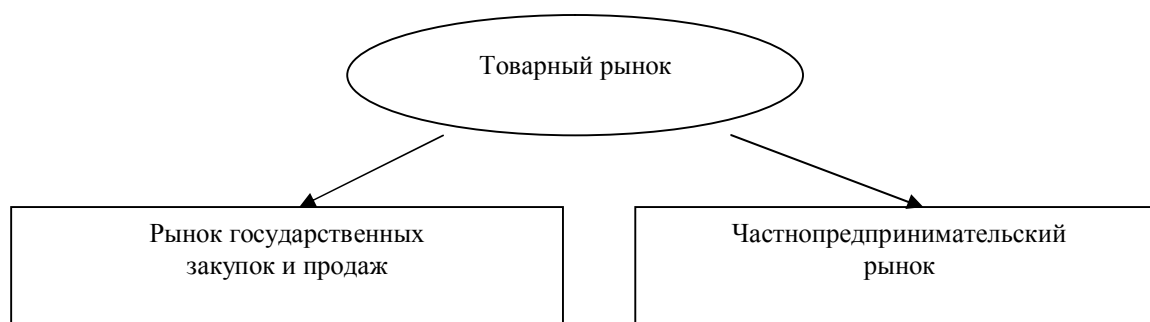 Товарный рынок
Рынок государственных
закупок и продаж
Частнопредпринимательский
рынок